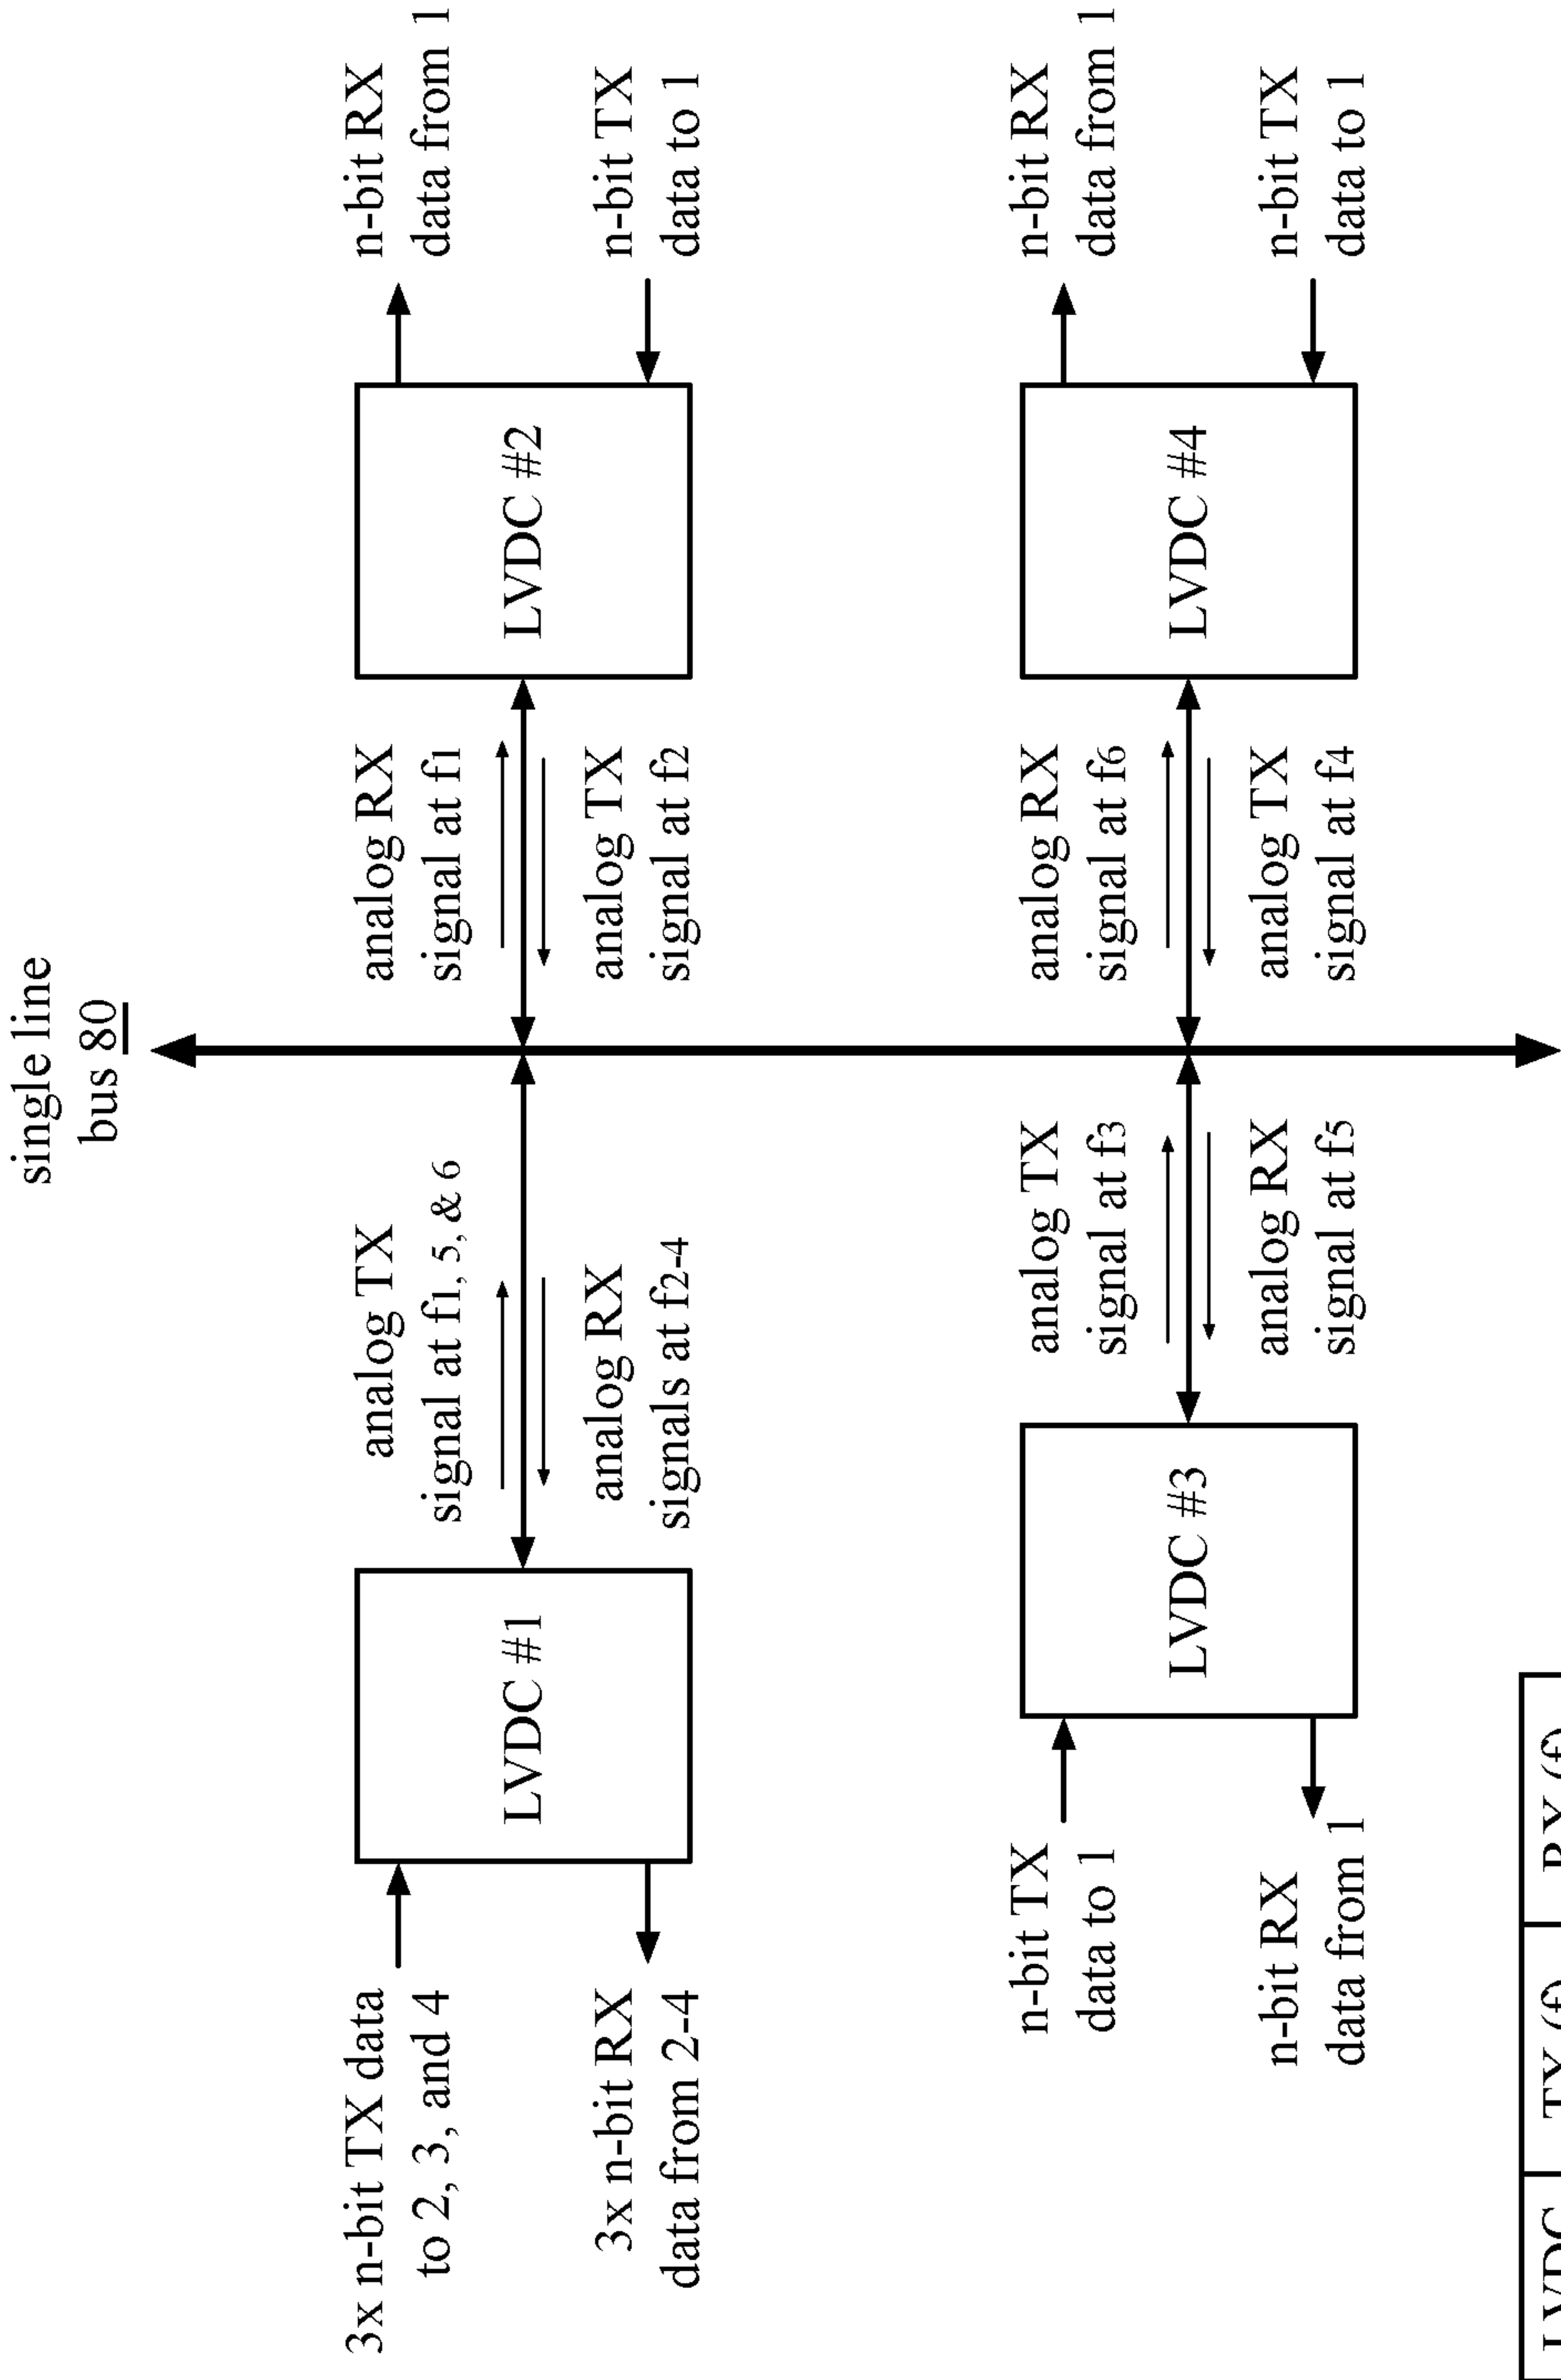 single line
bus 80
3x n-bit TX data
to 2, 3, and 4
3x n-bit RX
data from 2-4
LVDC #1
analog TX
signal at f1, 5, & 6
analog RX
signals at f2-4
analog RX
signal at f1
analog TX
signal at f2
LVDC #2
n-bit RX
data from 1
n-bit TX
data to 1
n-bit TX
data to 1
n-bit RX
data from 1
LVDC #3
analog TX
signal at f3
analog RX
signal at f5
analog RX
signal at f6
analog TX
signal at f4
LVDC #4
n-bit RX
data from 1
n-bit TX
data to 1
LVDC TX (f) RX (f)